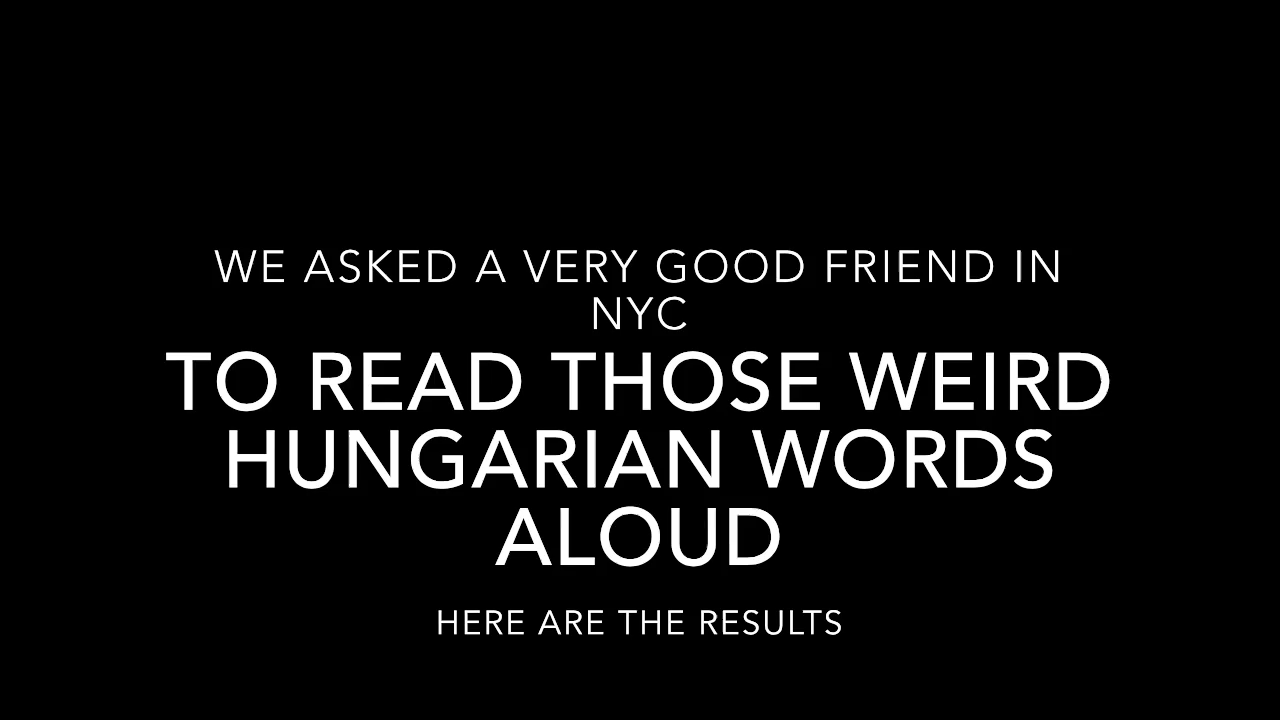 WE ASKED A VERY GOOD FRIEND IN
NYC
TO READ THOSE WEIRD
HUNGARIAN WORDS
ALOUD
HERE ARE THE RESULTS